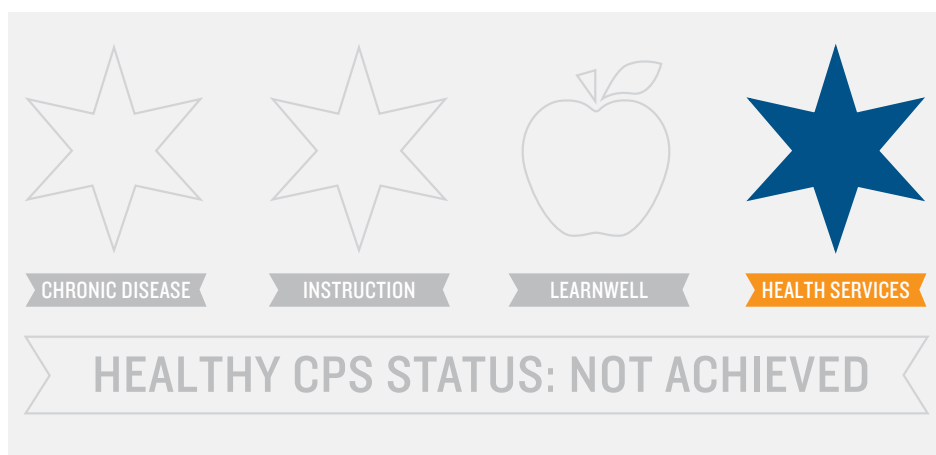 CHRONIC DISEASE
INSTRUCTION
LEARNWELL
HEALTH SERVICES
HEALTHY CPS STATUS: NOT ACHIEVED